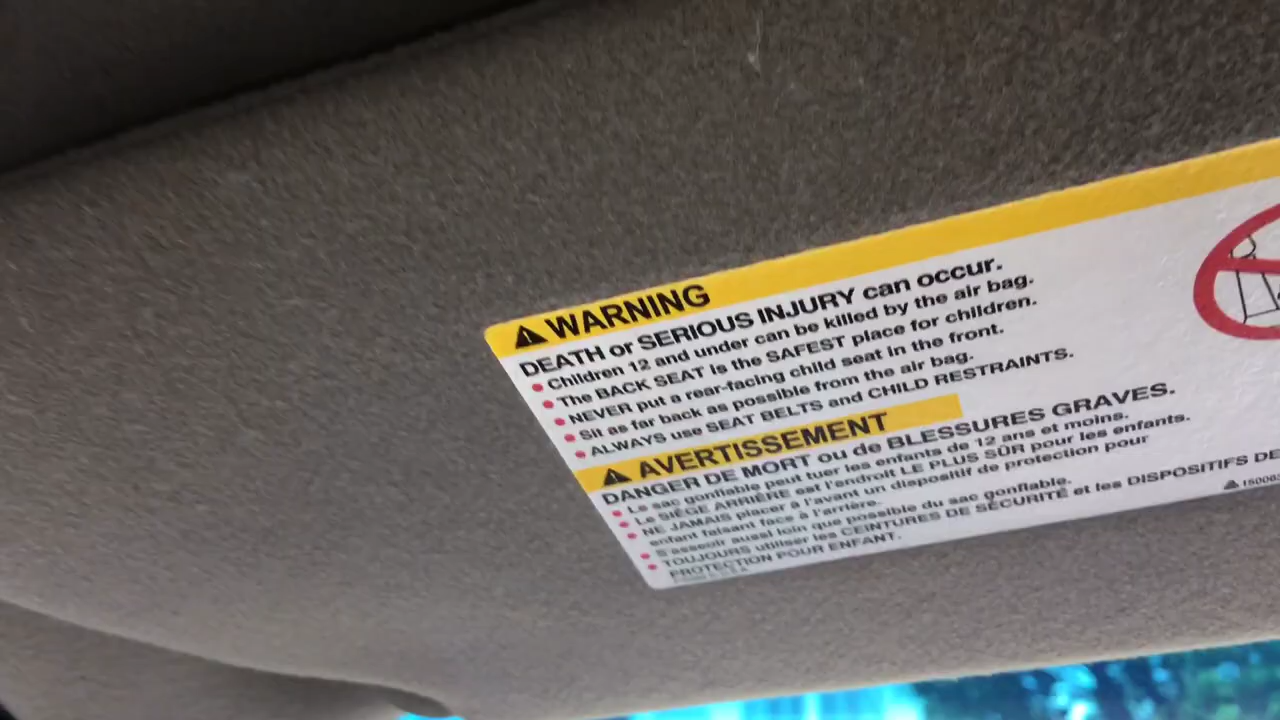 WARNING
DEATH or SERIOUS INJURY can occur.
• Children 12 and under can be killed by the air bag.
• The BACK SEAT is the SAFEST place for children.
• NEVER put a rear-facing child seat in the front.
• Sit as far back as possible from the air bag.
• ALWAYS use SEAT BELTS and CHILD RESTRAINTS.
AVERTISSEMENT
DANGER DE MORT ou de BLESSURES GRAVES.
• Le sac gonflable peut tuer les enfants de 12 ans et moins.
• Le SIÈGE ARRIÈRE est l'endroit LE PLUS SÛR pour les enfants.
• NE JAMAIS placer à l'avant un dispositif de protection pour
enfant faisant face à l'arrière.
• S'asseoir aussi loin que possible du sac gonflable.
• TOUJOURS utiliser les CEINTURES DE SÉCURITÉ et les DISPOSITIFS DE
PROTECTION POUR ENFANT.